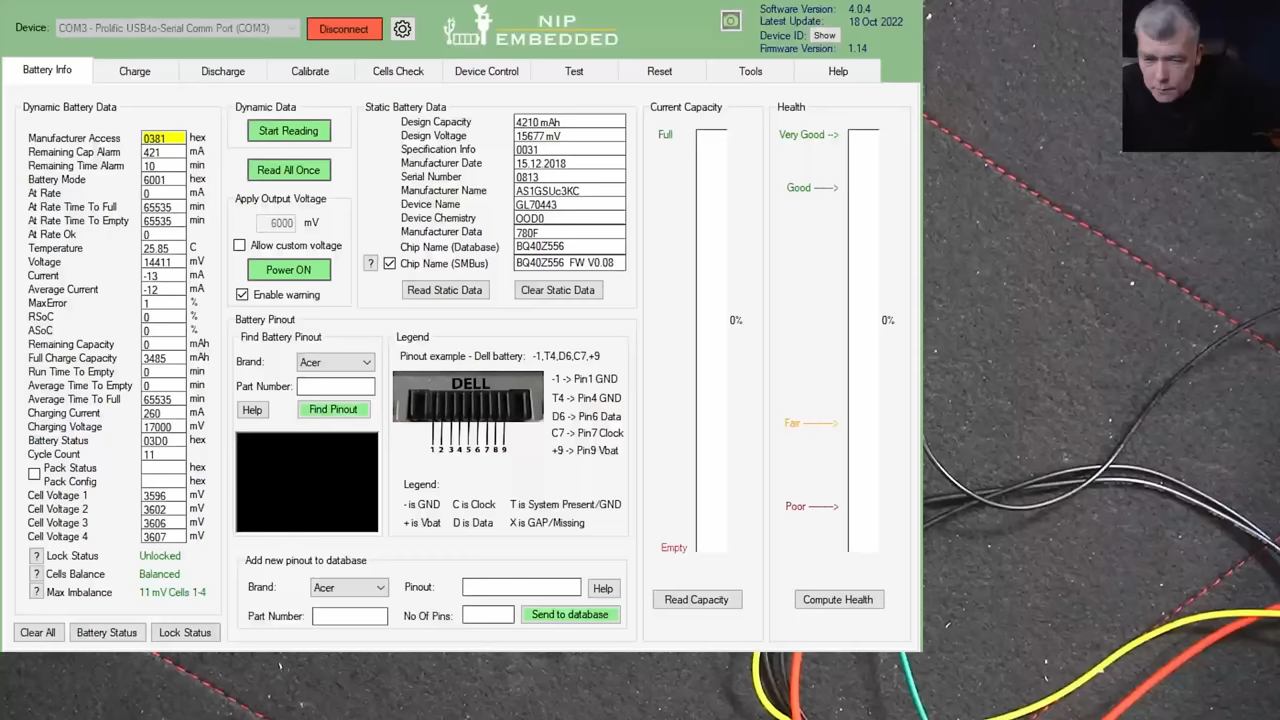 Device: COM3 - Prolific USB-to-Serial Comm Port (COM3) Disconnect
NIP
EMBEDDED
Software Version: 4.0.4
Latest Update: 18 Oct 2022
Device ID: Show
Firmware Version: 1.14
Battery Info Charge Discharge Calibrate Cells Check Device Control Test Reset Tools Help
Dynamic Battery Data
Manufacturer Access 0381 hex
Remaining Cap Alarm 421 mA
Remaining Time Alarm 10 min
Battery Mode 6001 hex
At Rate 0 mA
At Rate Time To Full 65535 min
At Rate Time To Empty 65535 min
At Rate Ok 0
Temperature 25.85 C
Voltage 14411 mV
Current -13 mA
Average Current -12 mA
MaxError 1 %
RSoC 0 %
ASoC 0 %
Remaining Capacity 0 mAh
Full Charge Capacity 3485 mAh
Run Time To Empty 0 min
Average Time To Empty 0 min
Average Time To Full 65535 min
Charging Current 260 mA
Charging Voltage 17000 mV
Battery Status 03D0 hex
Cycle Count 11
Pack Status hex
Pack Config hex
Cell Voltage 1 3596 mV
Cell Voltage 2 3602 mV
Cell Voltage 3 3606 mV
Cell Voltage 4 3607 mV
? Lock Status Unlocked
? Cells Balance Balanced
? Max Imbalance 11 mV Cells 1-4
Clear All Battery Status Lock Status
Dynamic Data
Start Reading
Read All Once
Apply Output Voltage
6000 mV
Allow custom voltage
Power ON
Enable warning
Static Battery Data
Design Capacity 4210 mAh
Design Voltage 15677 mV
Specification Info 0031
Manufacturer Date 15.12.2018
Serial Number 0813
Manufacturer Name AS1GSUc3KC
Device Name GL70443
Device Chemistry OOD0
Manufacturer Data 780F
Chip Name (Database) BQ40Z556
? Chip Name (SMBus) BQ40Z556 FW V0.08
Read Static Data Clear Static Data
Battery Pinout
Find Battery Pinout
Brand: Acer
Part Number:
Help Find Pinout
Legend
Pinout example - Dell battery: -1,T4,D6,C7,+9
DELL
1 2 3 4 5 6 7 8 9
-1 -> Pin1 GND
T4 -> Pin4 GND
D6 -> Pin6 Data
C7 -> Pin7 Clock
+9 -> Pin9 Vbat
Legend:
- is GND C is Clock T is System Present/GND
+ is Vbat D is Data X is GAP/Missing
Add new pinout to database
Brand: Acer Pinout: Help
Part Number: No Of Pins: Send to database
Current Capacity
Full
0%
Empty
Read Capacity
Health
Very Good -->
Good --->
0%
Fair ---->
Poor ---->
Compute Health